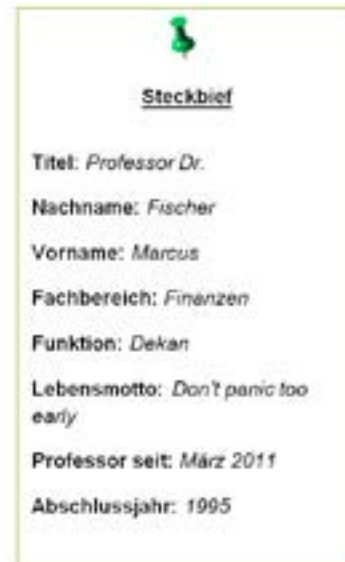 Steckbief
Titel: Professor Dr.
Nachname: Fischer
Vorname: Marcus
Fachbereich: Finanzen
Funktion: Dekan
Lebensmotto: Don't panic too
early
Professor seit: März 2011
Abschlussjahr: 1995